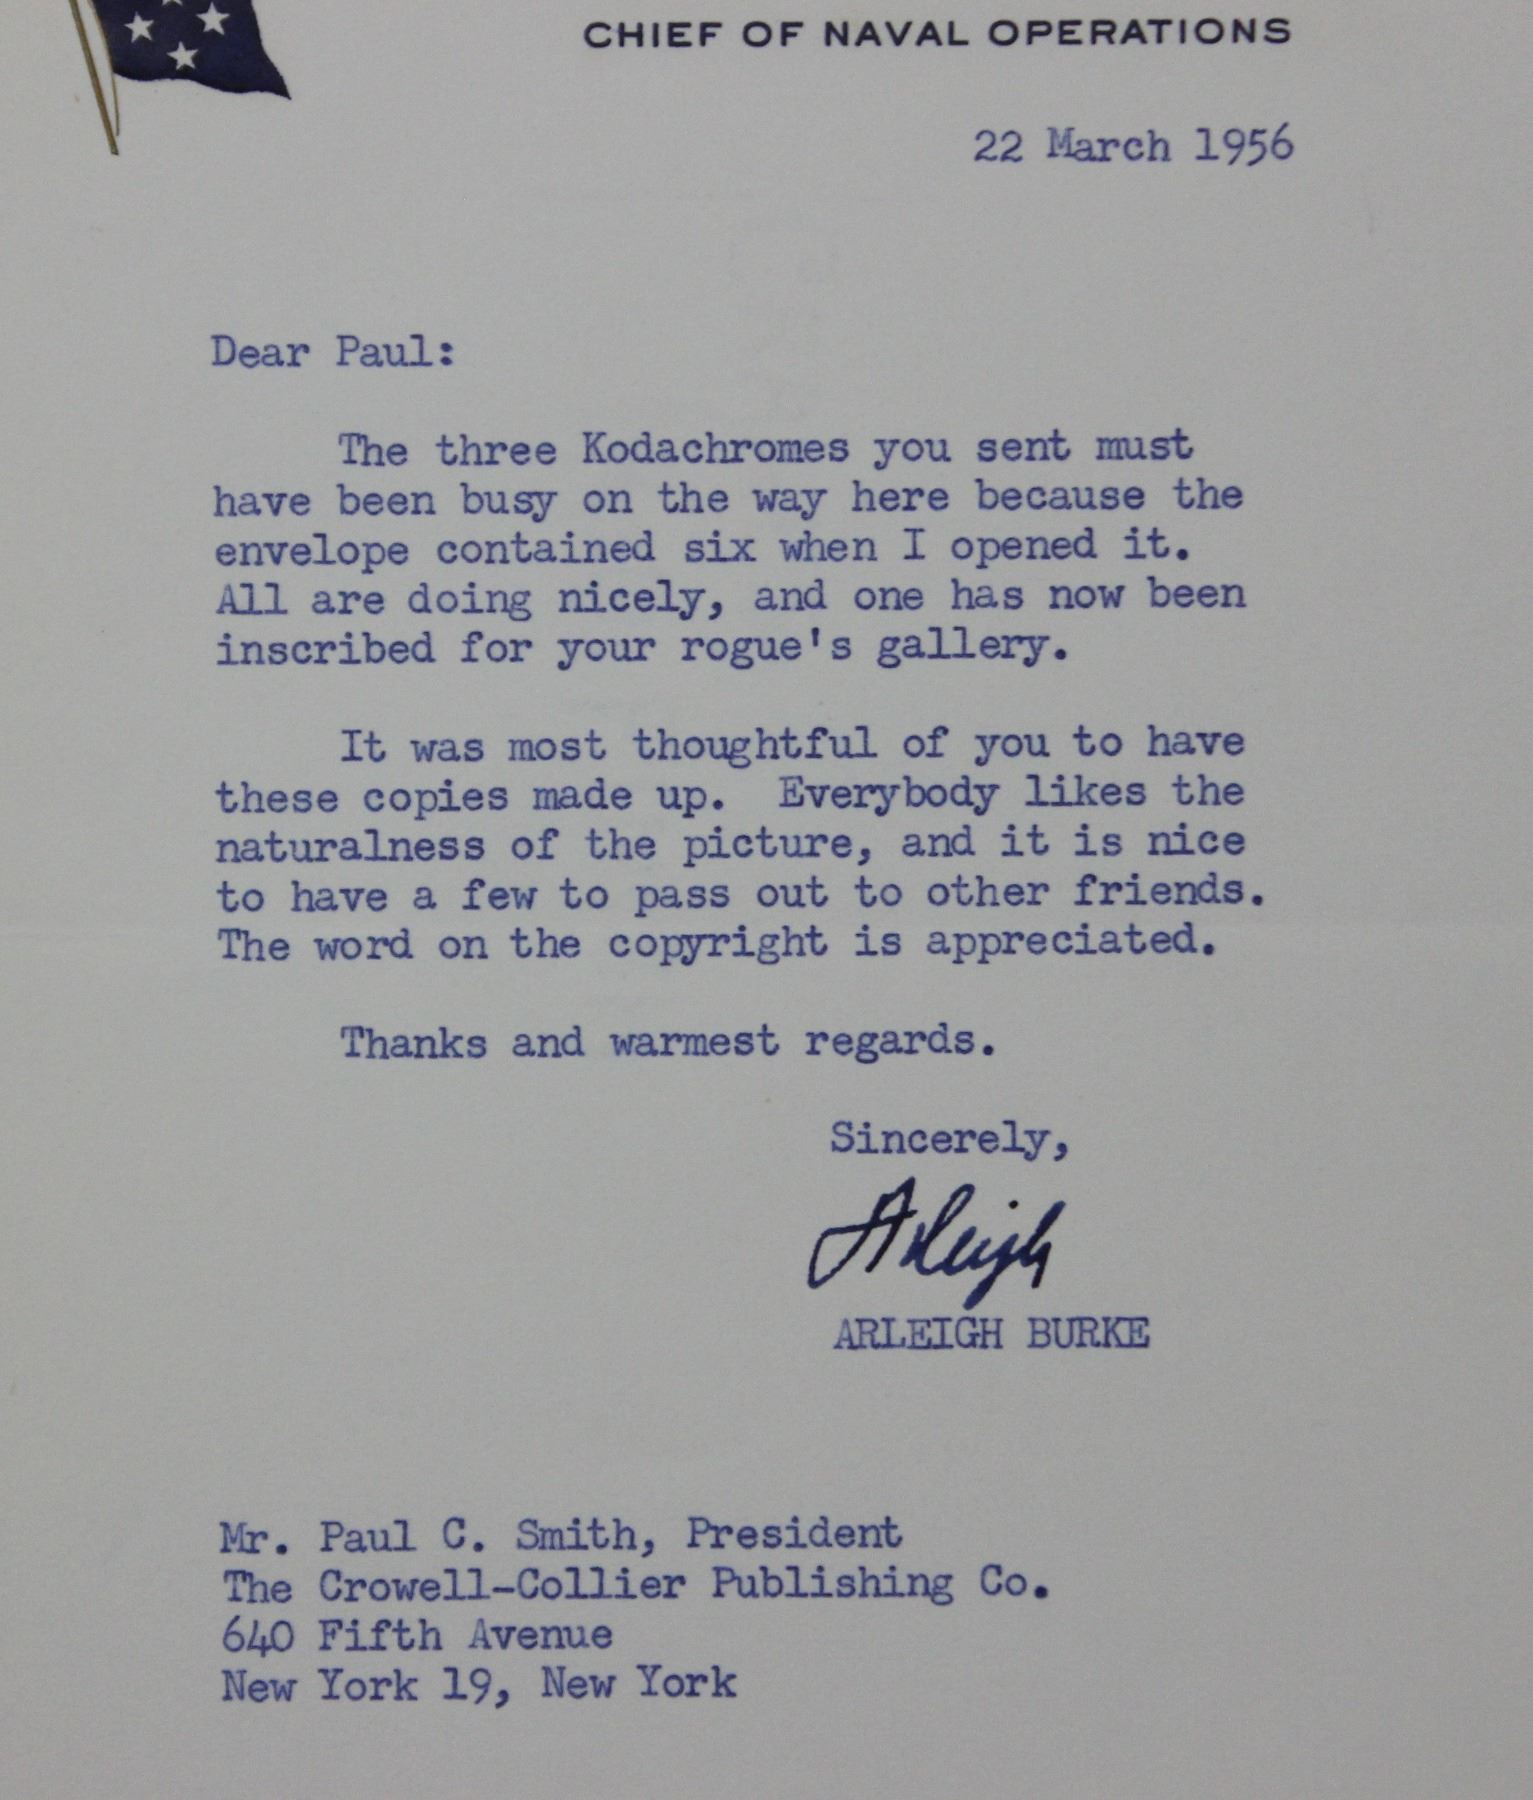 CHIEF OF NAVAL OPERATIONS
22 March 1956
Dear Paul:
The three Kodachromes you sent must
have been busy on the way here because the
envelope contained six when I opened it.
All are doing nicely, and one has now been
inscribed for your rogue's gallery.
It was most thoughtful of you to have
these copies made up. Everybody likes the
naturalness of the picture, and it is nice
to have a few to pass out to other friends.
The word on the copyright is appreciated.
Thanks and warmest regards.
Sincerely,
Arleigh
ARLEIGH BURKE
Mr. Paul C. Smith, President
The Crowell-Collier Publishing Co.
640 Fifth Avenue
New York 19, New York